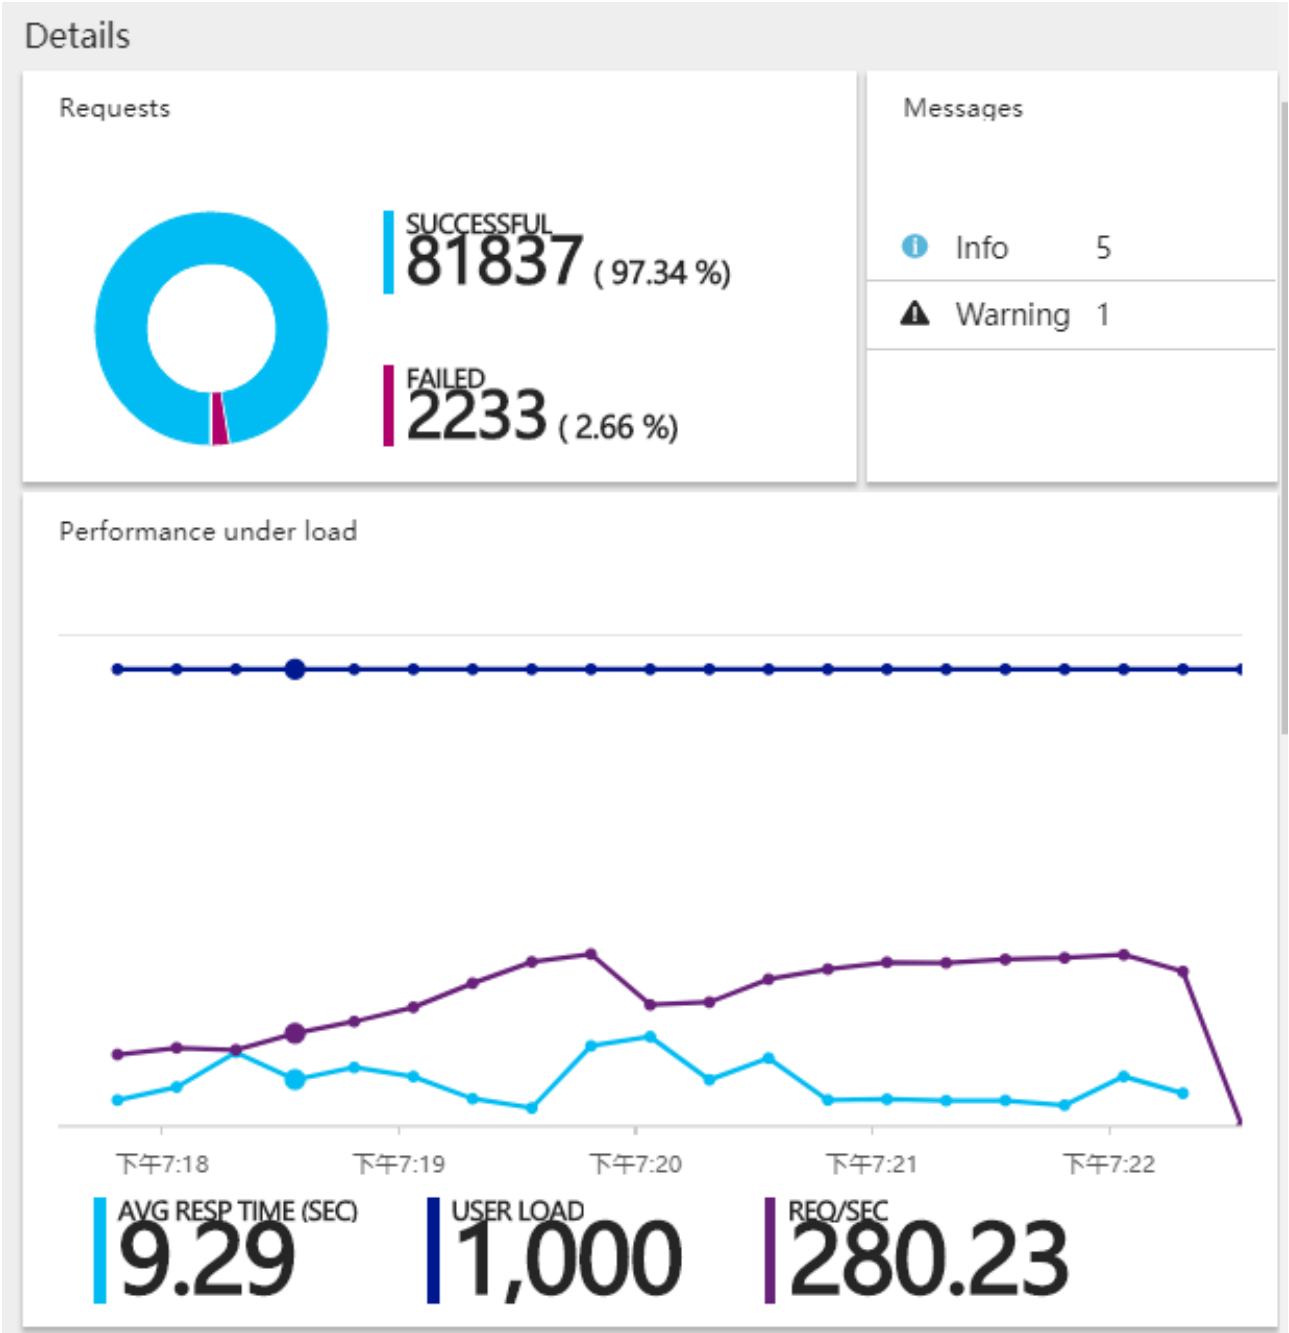 Details
Requests
SUCCESSFUL
81837 ( 97.34 %)
FAILED
2233 ( 2.66 %)
Messages
Info 5
Warning 1
Performance under load
下午7:18 下午7:19 下午7:20 下午7:21 下午7:22
AVG RESP TIME (SEC)
9.29
USER LOAD
1,000
REQ/SEC
280.23